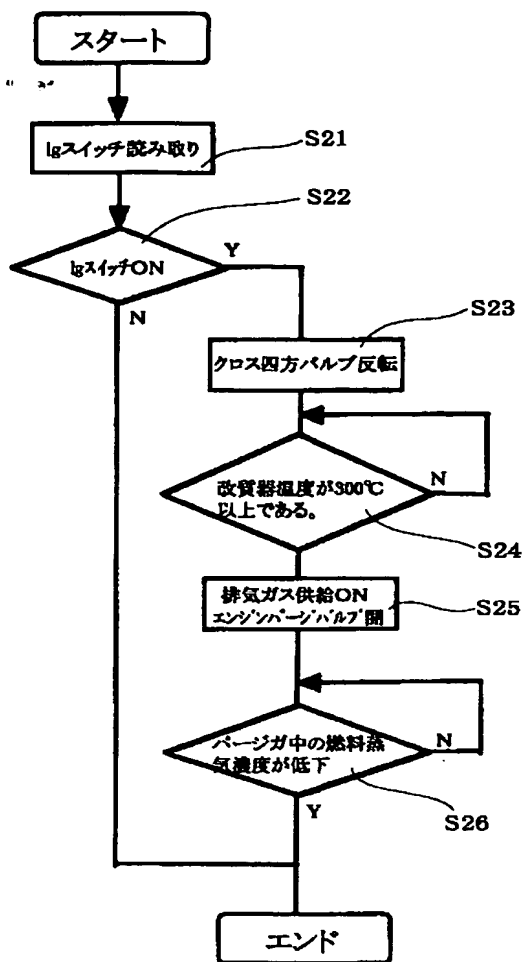 スタート
Igスイッチ読み取り
S21
S22
IgスイッチON
Y
N
S23
クロス四方バルブ反転
改質器温度が300℃
以上である。
N
S24
排気ガス供給ON
エンジンパージバルブ開
S25
パージガ中の燃料蒸
気濃度が低下
N
S26
Y
エンド